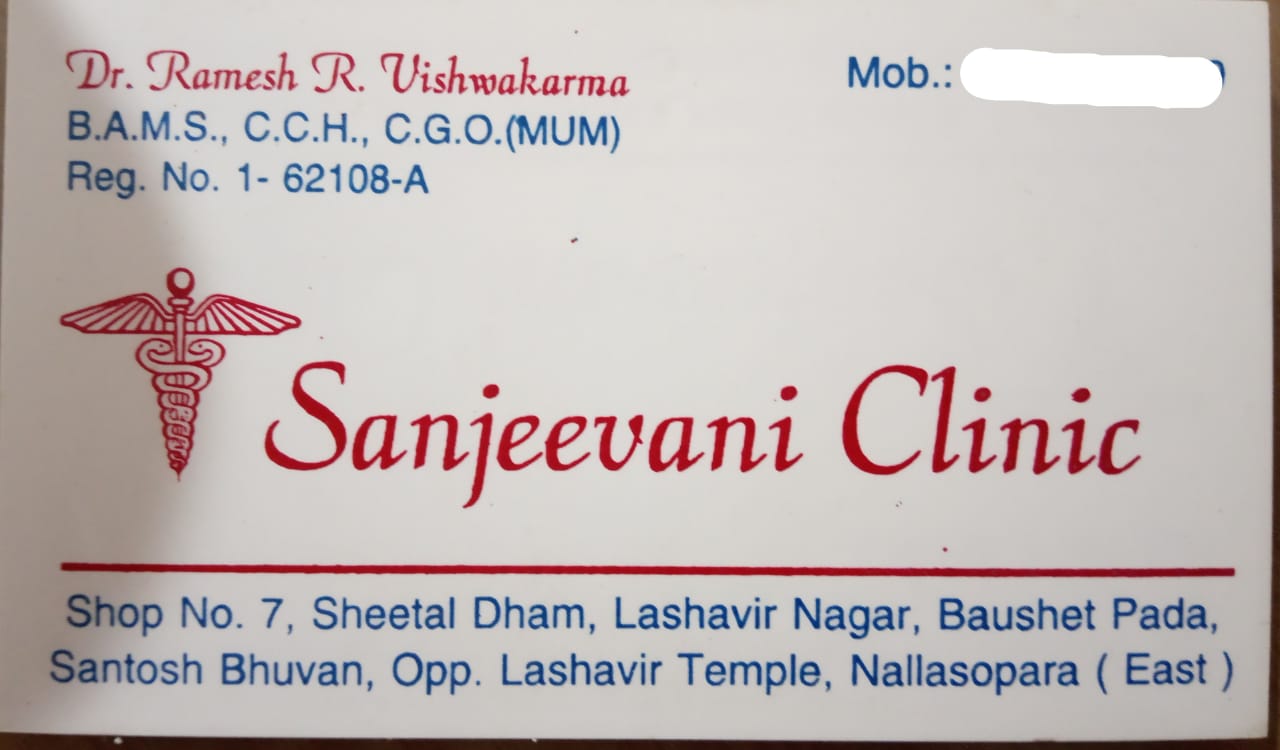 Dr. Ramesh R. Vishwakarma
B.A.M.S., C.C.H., C.G.O.(MUM)
Reg. No. 1- 62108-A
Mob.:
Sanjeevani Clinic
Shop No. 7, Sheetal Dham, Lashavir Nagar, Baushet Pada,
Santosh Bhuvan, Opp. Lashavir Temple, Nallasopara ( East )